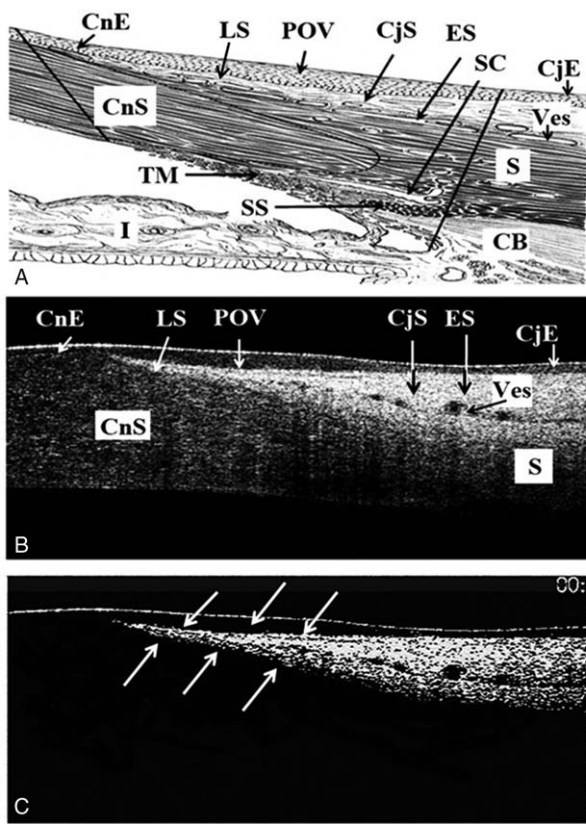 CnE LS POV CjS ES SC CjE
Ves
CnS
S
TM
SS
I
CB
A
CnE LS POV CjS ES CjE
Ves
CnS
S
B
00:
C